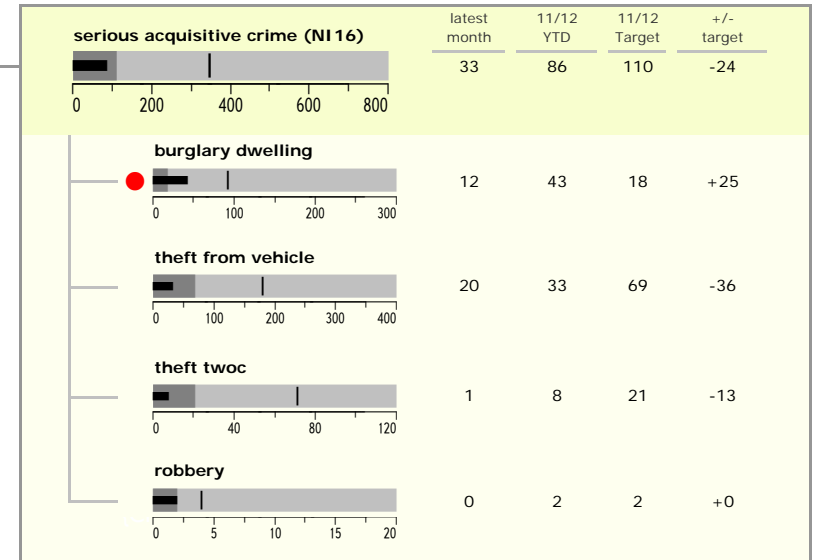 latest 11/12 11/12 +/-
month YTD Target target
serious acquisitive crime (NI16)
33 86 110 -24
0 200 400 600 800
burglary dwelling
12 43 18 +25
0 100 200 300
theft from vehicle
20 33 69 -36
0 100 200 300 400
theft twoc
1 8 21 -13
0 40 80 120
robbery
0 2 2 +0
0 5 10 15 20